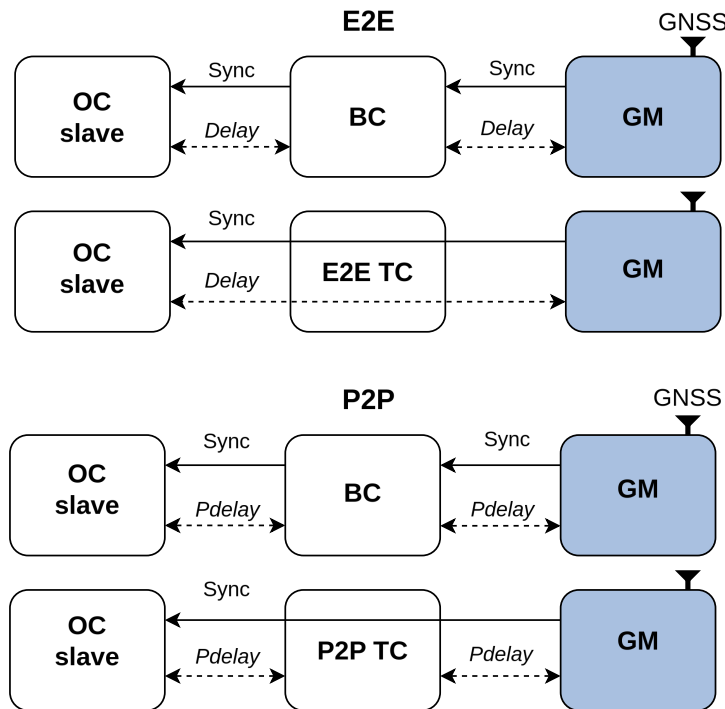 E2E
GNSS
Sync
Sync
OC
slave
BC
GM
Delay
Delay
Sync
OC
slave
E2E TC
GM
Delay
P2P
GNSS
Sync
Sync
OC
slave
BC
GM
Pdelay
Pdelay
Sync
OC
slave
P2P TC
GM
Pdelay
Pdelay